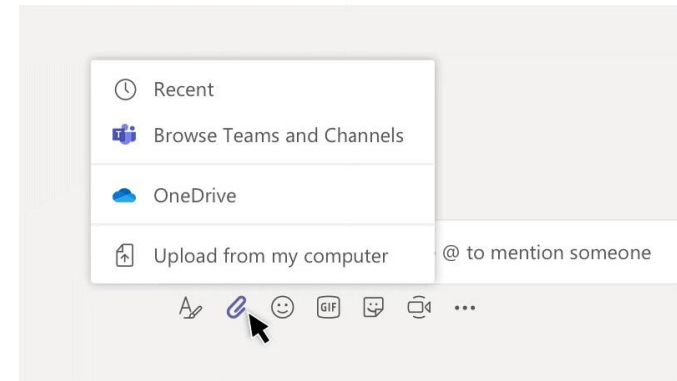 Recent
Browse Teams and Channels
OneDrive
Upload from my computer
@ to mention someone
GIF